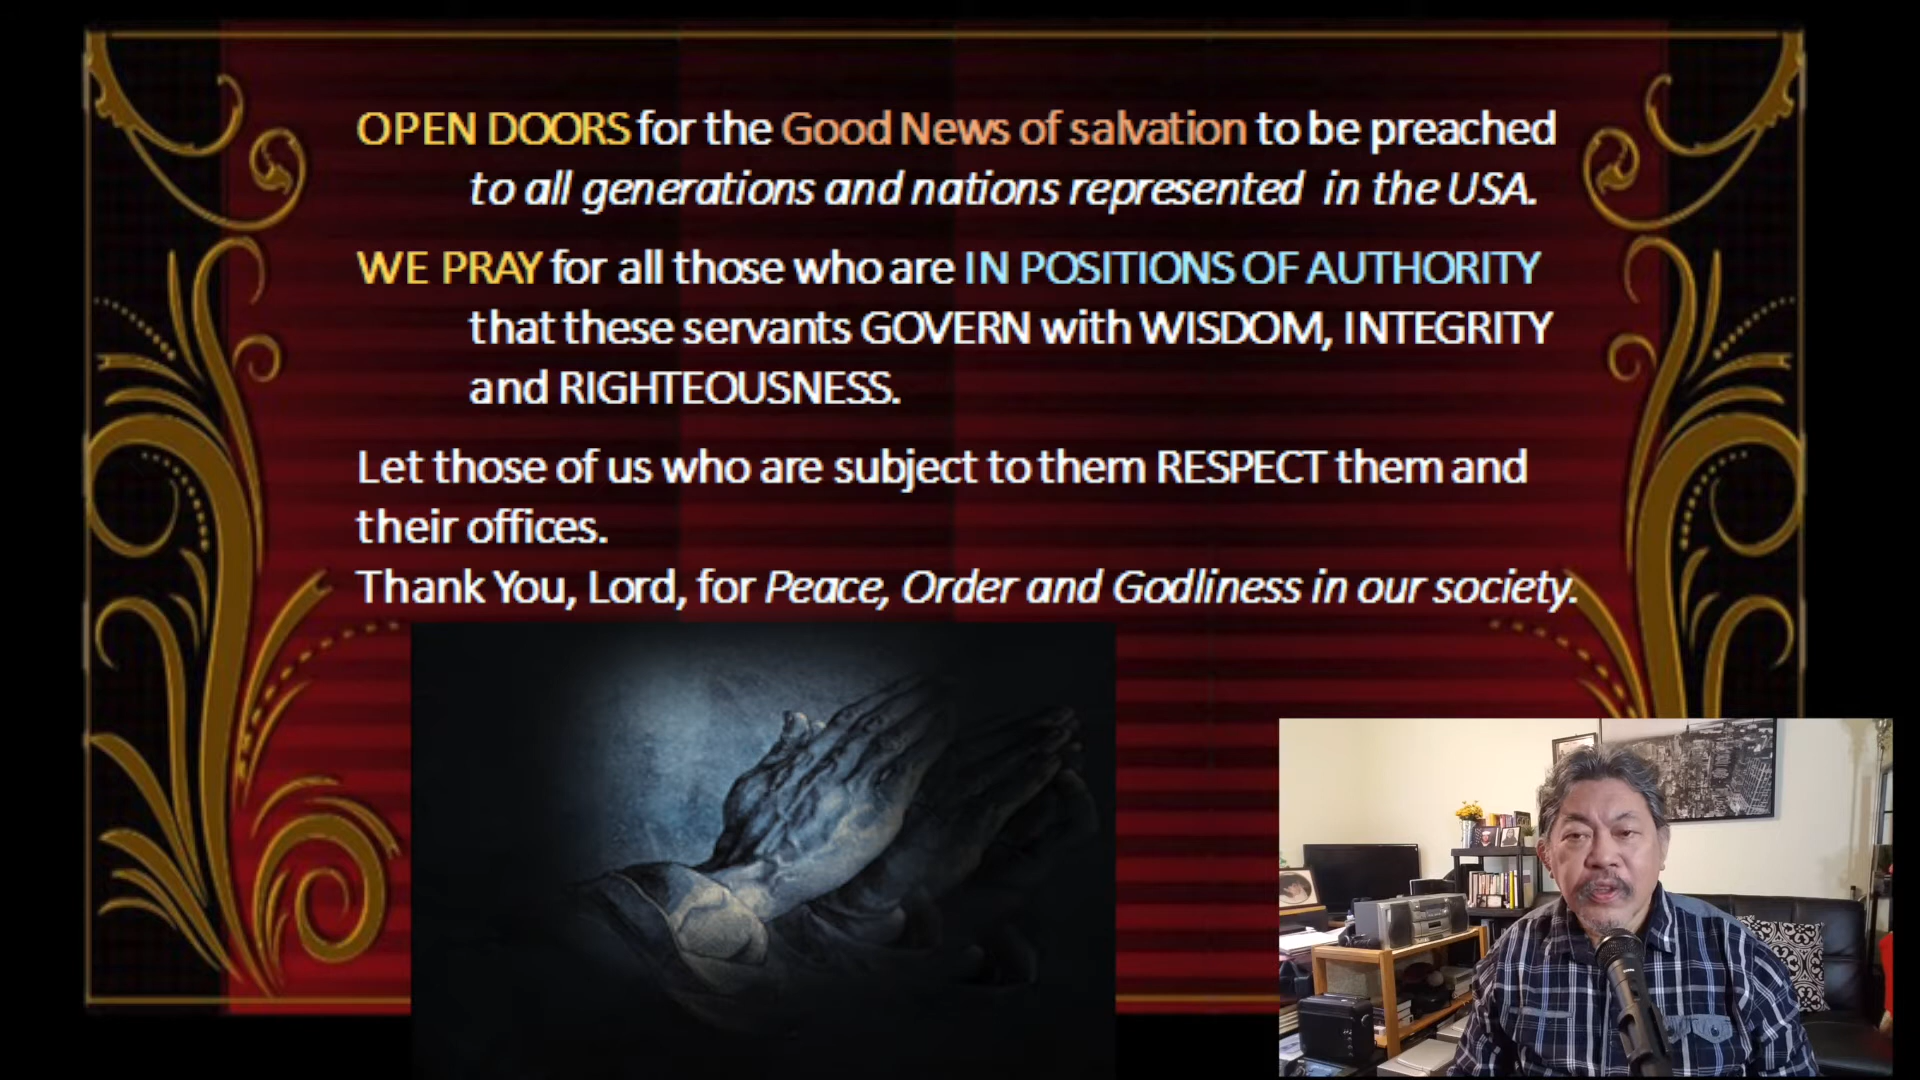 OPEN DOORS for the Good News of salvation to be preached
to all generations and nations represented in the USA.
WE PRAY for all those who are IN POSITIONS OF AUTHORITY
that these servants GOVERN with WISDOM, INTEGRITY
and RIGHTEOUSNESS.
Let those of us who are subject to them RESPECT them and
their offices.
Thank You, Lord, for Peace, Order and Godliness in our society.